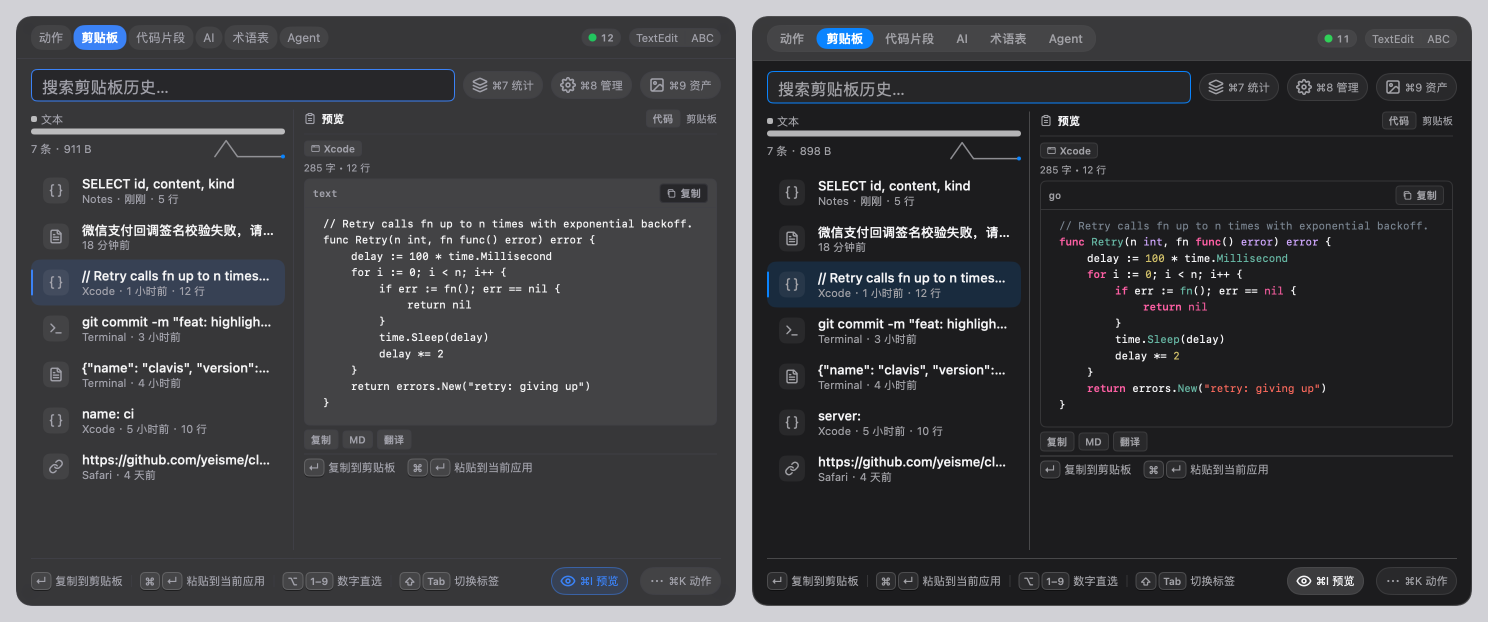 动作 剪贴板 代码片段 AI 术语表 Agent 12 TextEdit ABC
搜索剪贴板历史... ⌘7 统计 ⌘8 管理 ⌘9 资产
文本
7 条 · 911 B
SELECT id, content, kind
Notes · 刚刚 · 5 行
微信支付回调签名校验失败，请...
18 分钟前
// Retry calls fn up to n times...
Xcode · 1 小时前 · 12 行
git commit -m "feat: highligh...
Terminal · 3 小时前
{"name": "clavis", "version":...
Terminal · 4 小时前
name: ci
Xcode · 5 小时前 · 10 行
https://github.com/yeisme/cl...
Safari · 4 天前
预览 代码 剪贴板
Xcode
285 字 · 12 行
text 复制
// Retry calls fn up to n times with exponential backoff.
func Retry(n int, fn func() error) error {
    delay := 100 * time.Millisecond
    for i := 0; i < n; i++ {
        if err := fn(); err == nil {
            return nil
        }
        time.Sleep(delay)
        delay *= 2
    }
    return errors.New("retry: giving up")
}
复制 MD 翻译
↵ 复制到剪贴板 ⌘ ↵ 粘贴到当前应用
↵ 复制到剪贴板 ⌘ ↵ 粘贴到当前应用 ⌥ 1–9 数字直选 ⇧ Tab 切换标签 ⌘I 预览 ⌘K 动作
动作 剪贴板 代码片段 AI 术语表 Agent 11 TextEdit ABC
搜索剪贴板历史... ⌘7 统计 ⌘8 管理 ⌘9 资产
文本
7 条 · 898 B
SELECT id, content, kind
Notes · 刚刚 · 5 行
微信支付回调签名校验失败，请...
18 分钟前
// Retry calls fn up to n times...
Xcode · 1 小时前 · 12 行
git commit -m "feat: highligh...
Terminal · 3 小时前
{"name": "clavis", "version":...
Terminal · 4 小时前
server:
Xcode · 5 小时前 · 10 行
https://github.com/yeisme/cl...
Safari · 4 天前
预览 代码 剪贴板
Xcode
285 字 · 12 行
go 复制
// Retry calls fn up to n times with exponential backoff.
func Retry(n int, fn func() error) error {
    delay := 100 * time.Millisecond
    for i := 0; i < n; i++ {
        if err := fn(); err == nil {
            return nil
        }
        time.Sleep(delay)
        delay *= 2
    }
    return errors.New("retry: giving up")
}
复制 MD 翻译
↵ 复制到剪贴板 ⌘ ↵ 粘贴到当前应用
↵ 复制到剪贴板 ⌘ ↵ 粘贴到当前应用 ⌥ 1–9 数字直选 ⇧ Tab 切换标签 ⌘I 预览 ⌘K 动作